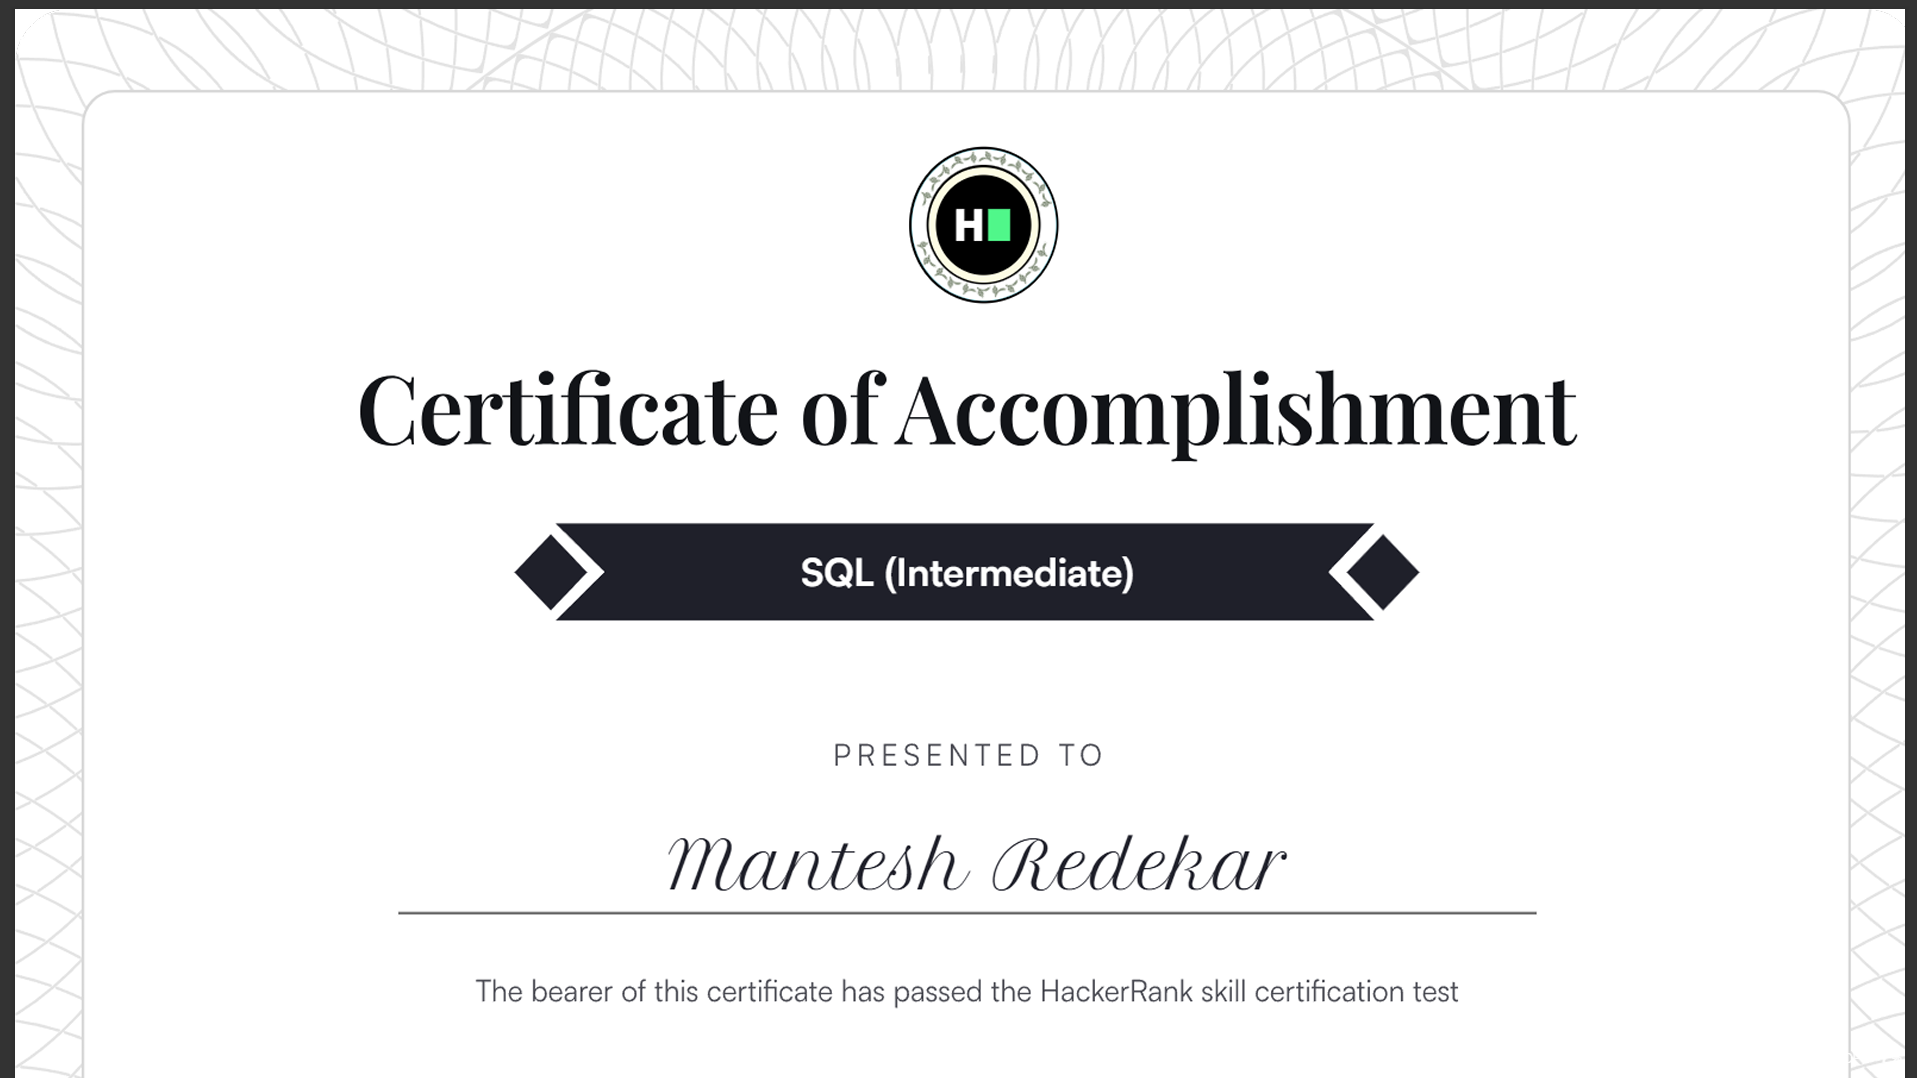 H
Certificate of Accomplishment
SQL (Intermediate)
PRESENTED TO
Mantesh Redekar
The bearer of this certificate has passed the HackerRank skill certification test